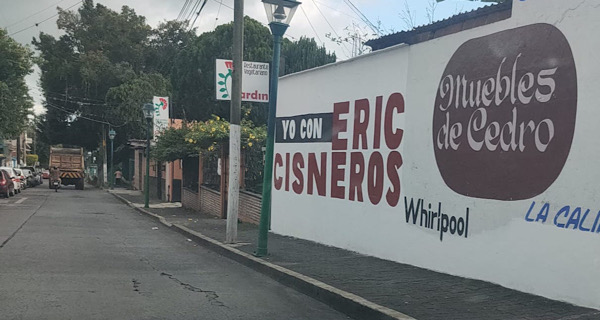 Restaurante
Vegetariano
Jardín
YO CON ERIC
CISNEROS
Muebles
de Cedro
Whirlpool
LA CALI